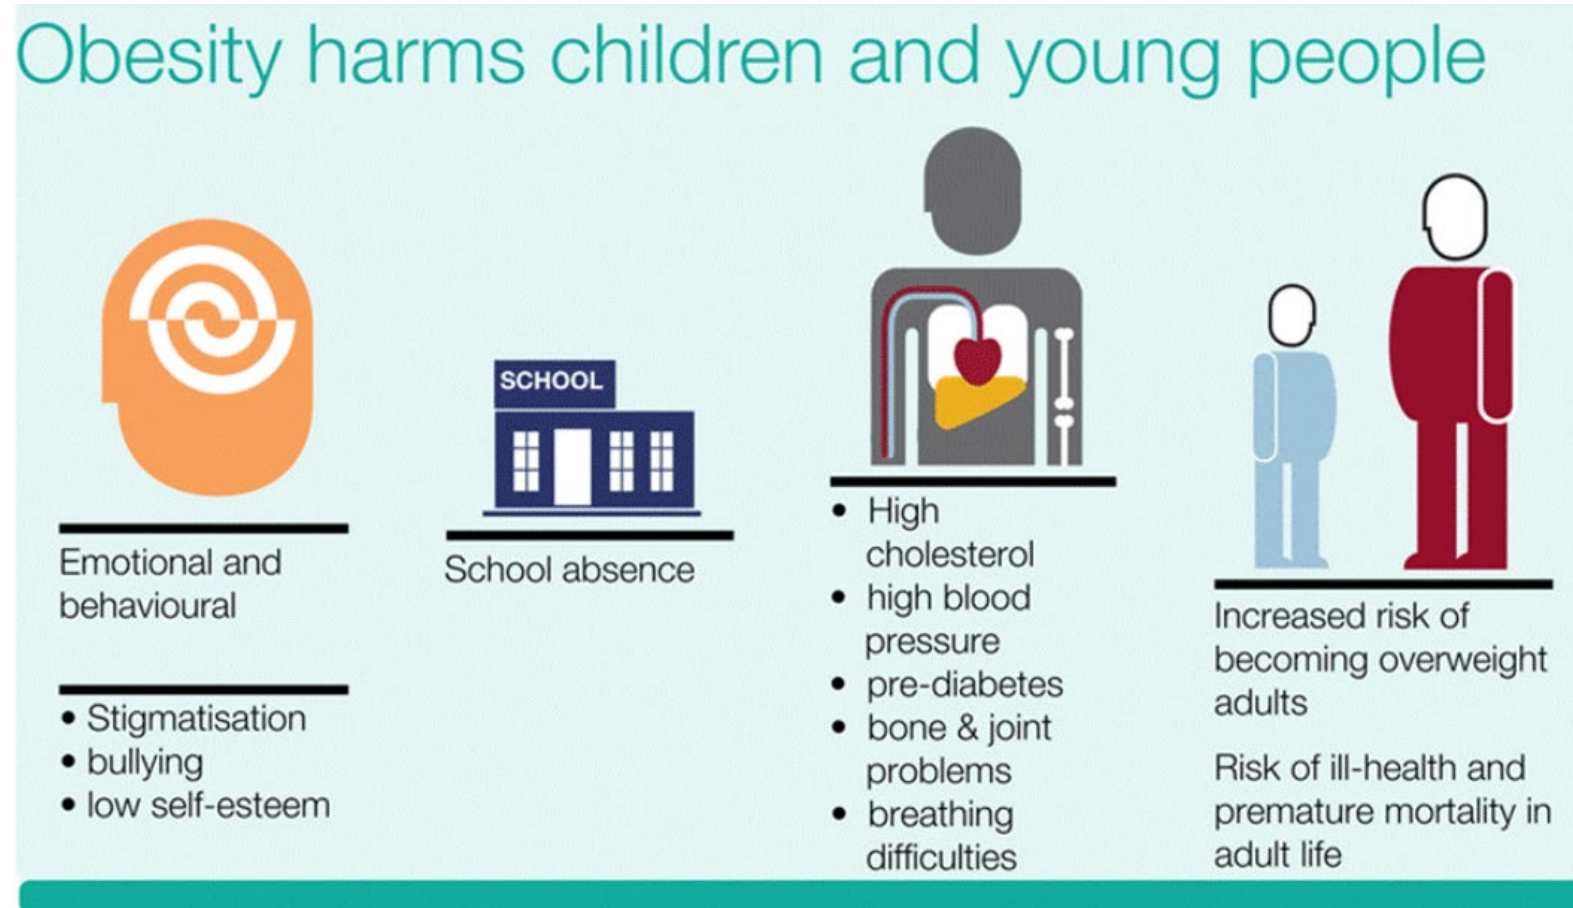 Obesity harms children and young people
Emotional and
behavioural
• Stigmatisation
• bullying
• low self-esteem
SCHOOL
School absence
• High
cholesterol
• high blood
pressure
• pre-diabetes
• bone & joint
problems
• breathing
difficulties
Increased risk of
becoming overweight
adults
Risk of ill-health and
premature mortality in
adult life